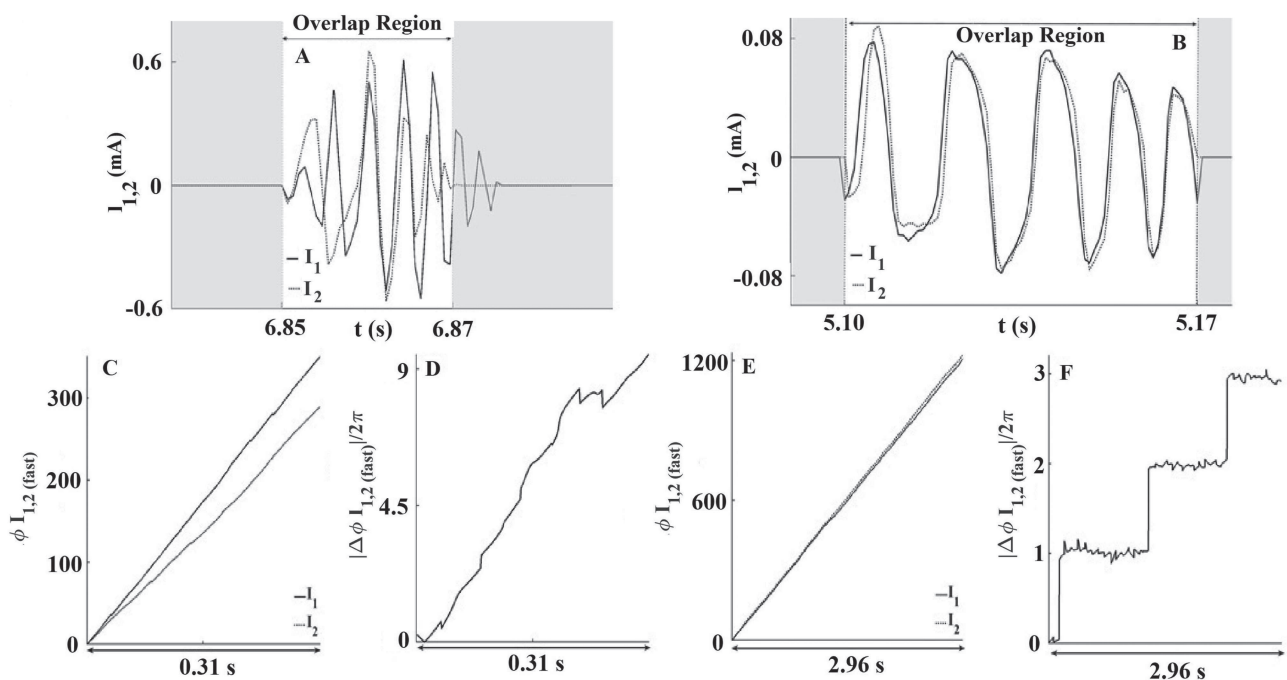 Overlap Region
A
0.6
0
-0.6
I1,2 (mA)
I1
I2
6.85
t (s)
6.87
Overlap Region
B
0.08
0
-0.08
I1,2 (mA)
I1
I2
5.10
t (s)
5.17
C
300
200
100
0
ϕ I1,2 (fast)
I1
I2
0.31 s
D
9
4.5
0
|Δϕ I1,2 (fast)|/2π
0.31 s
E
1200
600
0
ϕ I1,2 (fast)
I1
I2
2.96 s
F
3
2
1
0
|Δϕ I1,2 (fast)|/2π
2.96 s